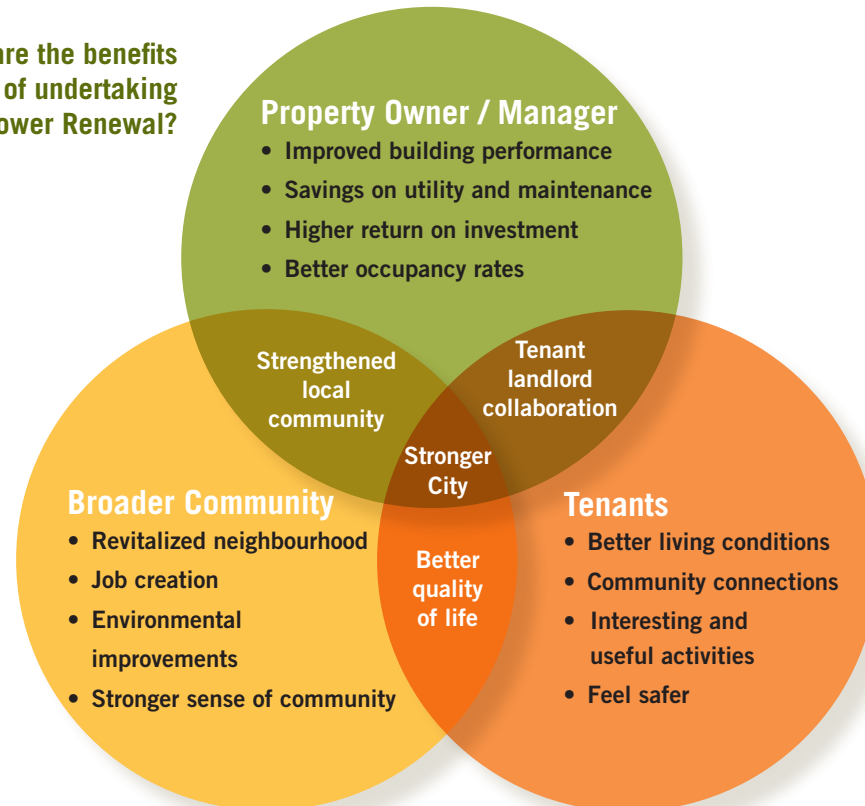 are the benefits
of undertaking
ower Renewal?
Property Owner / Manager
• Improved building performance
• Savings on utility and maintenance
• Higher return on investment
• Better occupancy rates
Strengthened
local
community
Tenant
landlord
collaboration
Stronger
City
Broader Community
• Revitalized neighbourhood
• Job creation
• Environmental
improvements
• Stronger sense of community
Better
quality
of life
Tenants
• Better living conditions
• Community connections
• Interesting and
useful activities
• Feel safer